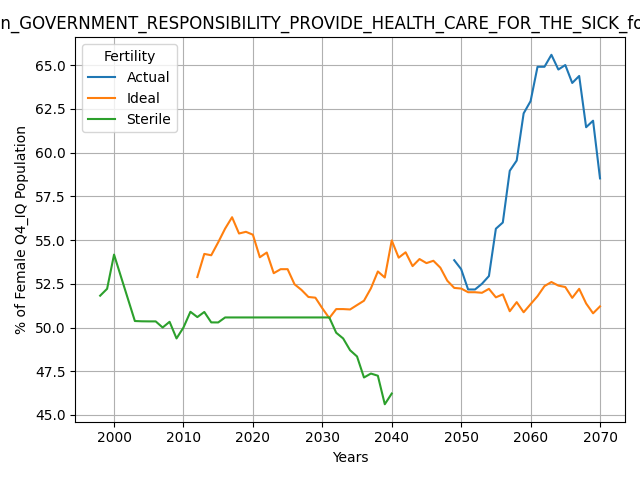 n_GOVERNMENT_RESPONSIBILITY_PROVIDE_HEALTH_CARE_FOR_THE_SICK_fo
Fertility
Actual
Ideal
Sterile
% of Female Q4_IQ Population
65.0
62.5
60.0
57.5
55.0
52.5
50.0
47.5
45.0
2000 2010 2020 2030 2040 2050 2060 2070
Years